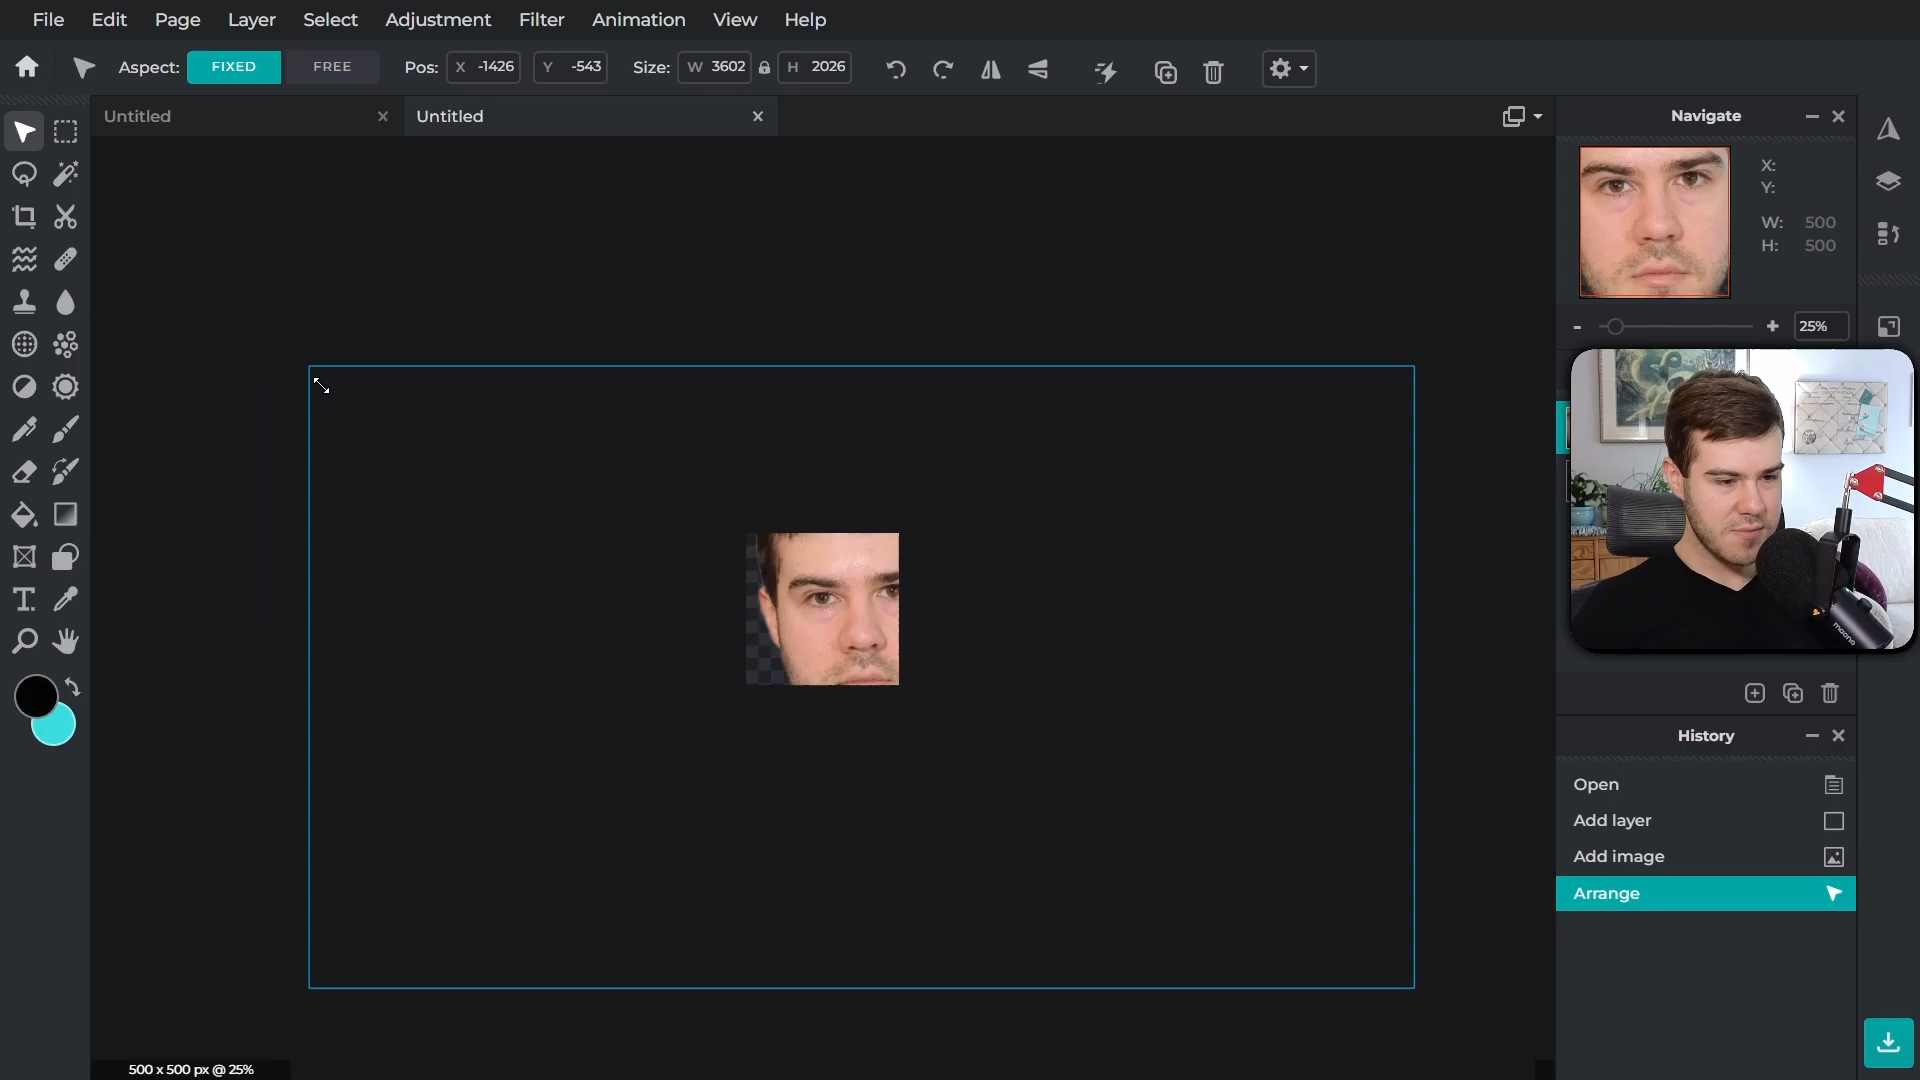 File Edit Page Layer Select Adjustment Filter Animation View Help
Aspect: FIXED FREE Pos: X -1426 Y -543 Size: W 3602 H 2026
Untitled Untitled
Navigate
X:
Y:
W: 500
H: 500
25%
History
Open
Add layer
Add image
Arrange
500 x 500 px @ 25%